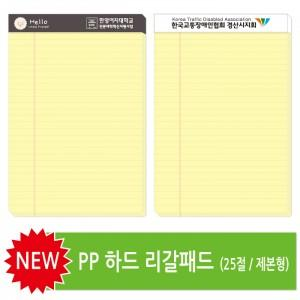 Hello
한양여자대학교
Korea Traffic Disabled Association
한국교통장애인협회 경산시지회
NEW
PP 하드 리갈패드 (25절 / 제본형)